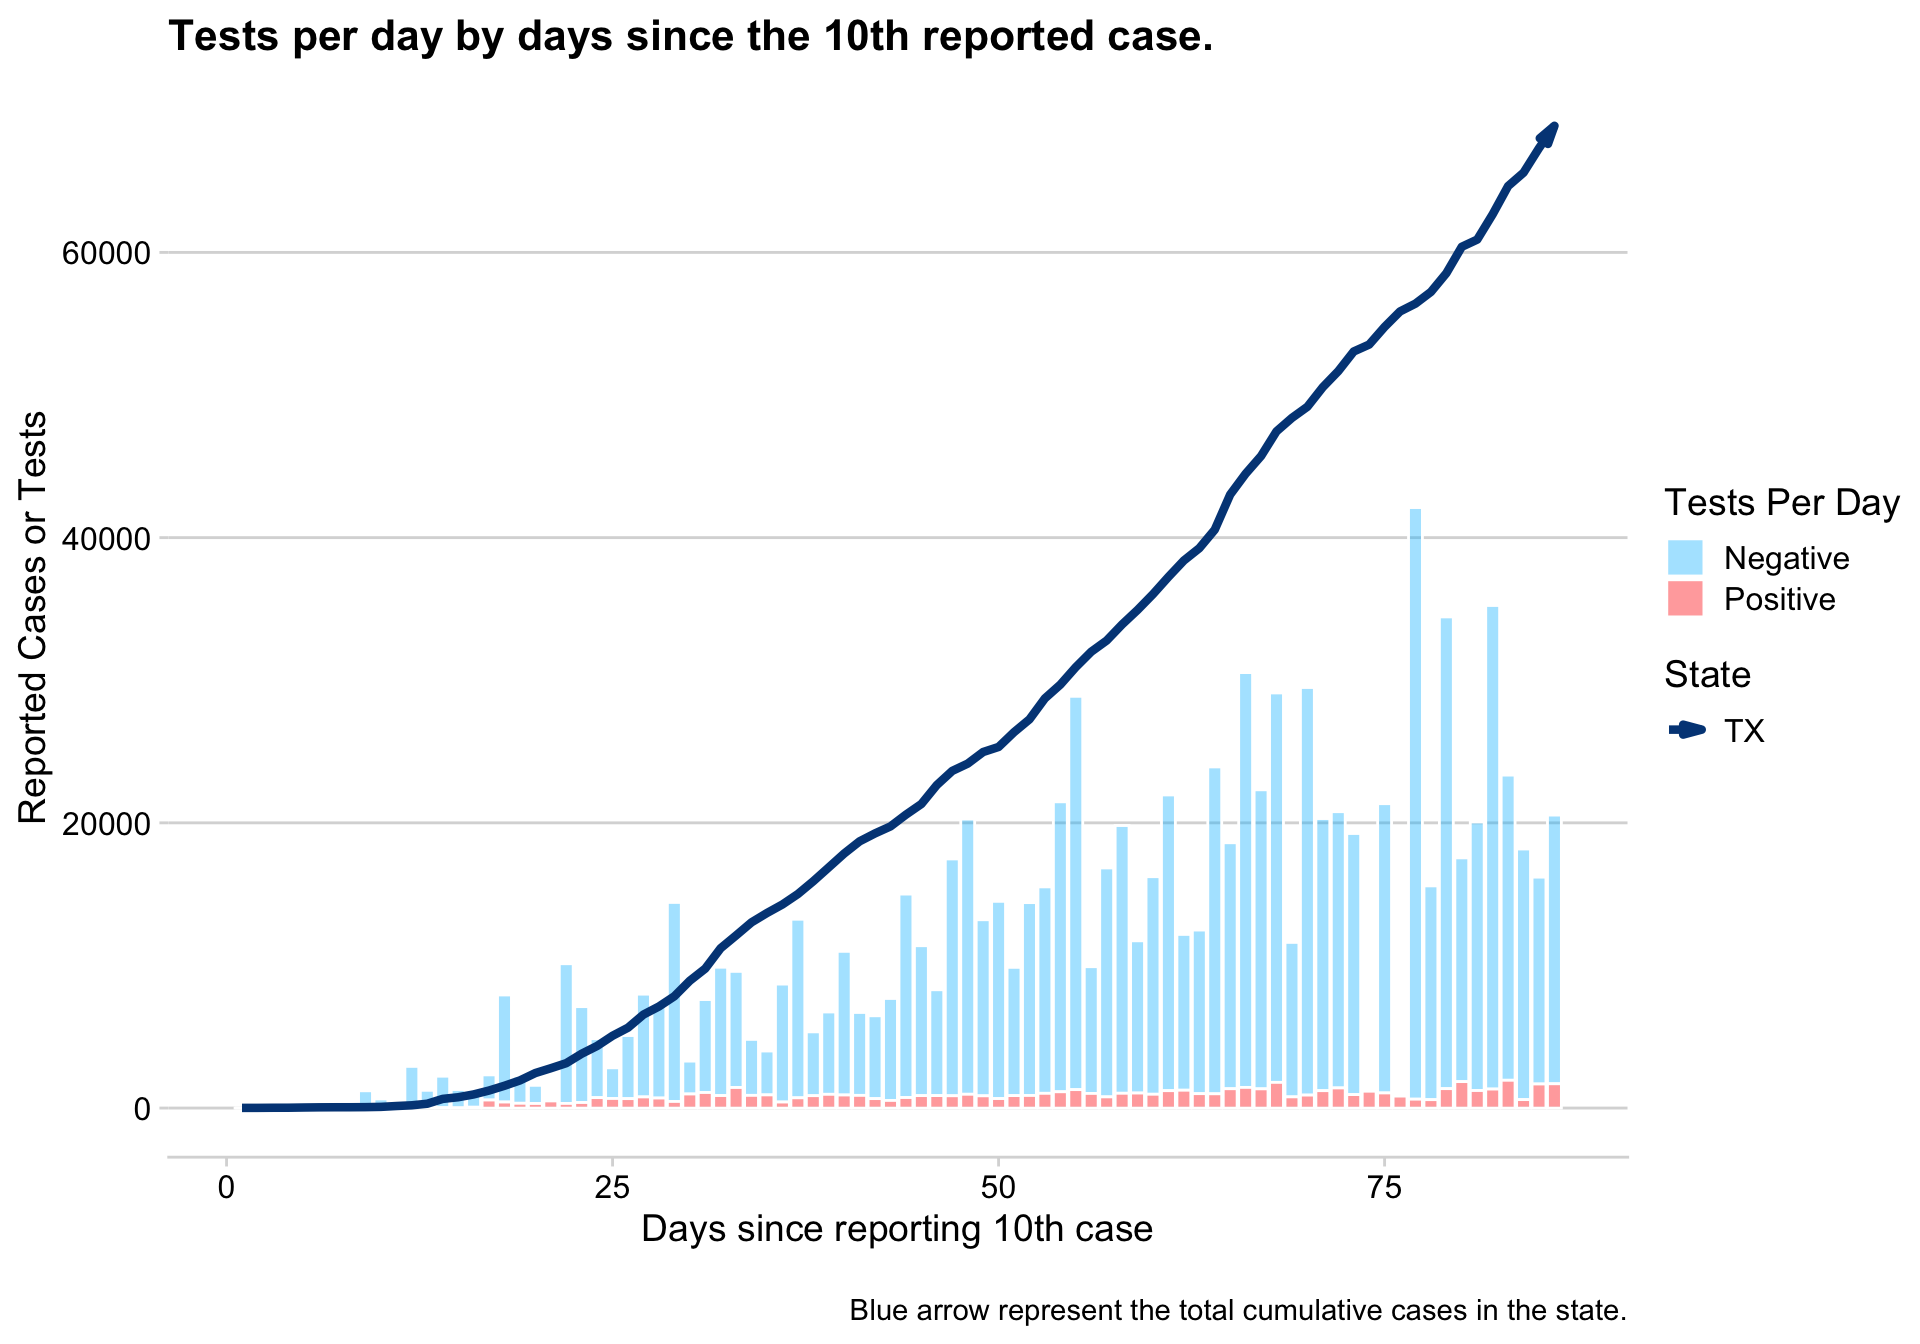 Tests per day by days since the 10th reported case.
Reported Cases or Tests
60000
40000
20000
0
0
25
50
75
Days since reporting 10th case
Tests Per Day
Negative
Positive
State
TX
Blue arrow represent the total cumulative cases in the state.